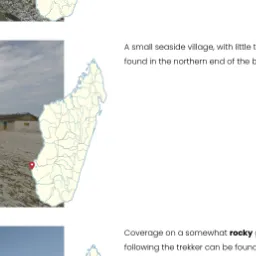 A small seaside village, with little
found in the northern end of the
Coverage on a somewhat rocky
following the trekker can be found